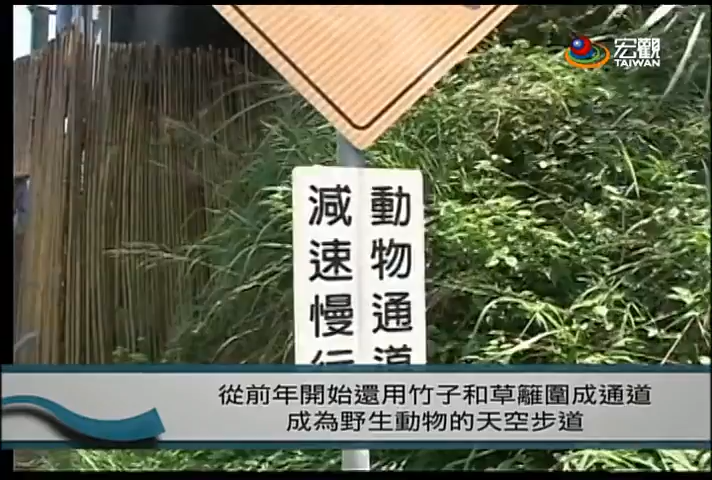 宏觀
TAIWAN
動物通道
減速慢行
從前年開始還用竹子和草籬圍成通道
成為野生動物的天空步道